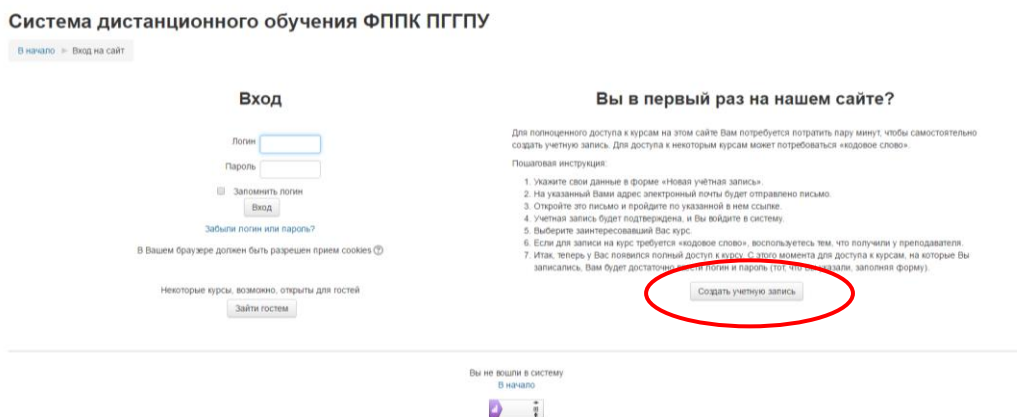 Система дистанционного обучения ФППК ПГГПУ
В начало ► Вход на сайт
Вход
Логин
Пароль
Запомнить логин
Вход
Забыли логин или пароль?
В Вашем браузере должен быть разрешен прием cookies
Некоторые курсы, возможно, открыты для гостей
Зайти гостем
Вы в первый раз на нашем сайте?
Для полноценного доступа к курсам на этом сайте Вам потребуется потратить пару минут, чтобы самостоятельно
создать учетную запись. Для доступа к некоторым курсам может потребоваться «кодовое слово».
Пошаговая инструкция:
1. Укажите свои данные в форме «Новая учётная запись».
2. На указанный Вами адрес электронный почты будет отправлено письмо.
3. Откройте это письмо и пройдите по указанной в нем ссылке.
4. Учетная запись будет подтверждена, и Вы войдите в систему.
5. Выберите заинтересовавший Вас курс.
6. Если для записи на курс требуется «кодовое слово», воспользуетесь тем, что получили у преподавателя.
7. Итак, теперь у Вас появился полный доступ к курсу. С этого момента для доступа к курсам, на которые Вы
записались, Вам будет достаточно логин и пароль (тот, что указали, заполняя форму).
Создать учетную запись
Вы не вошли в систему
В начало